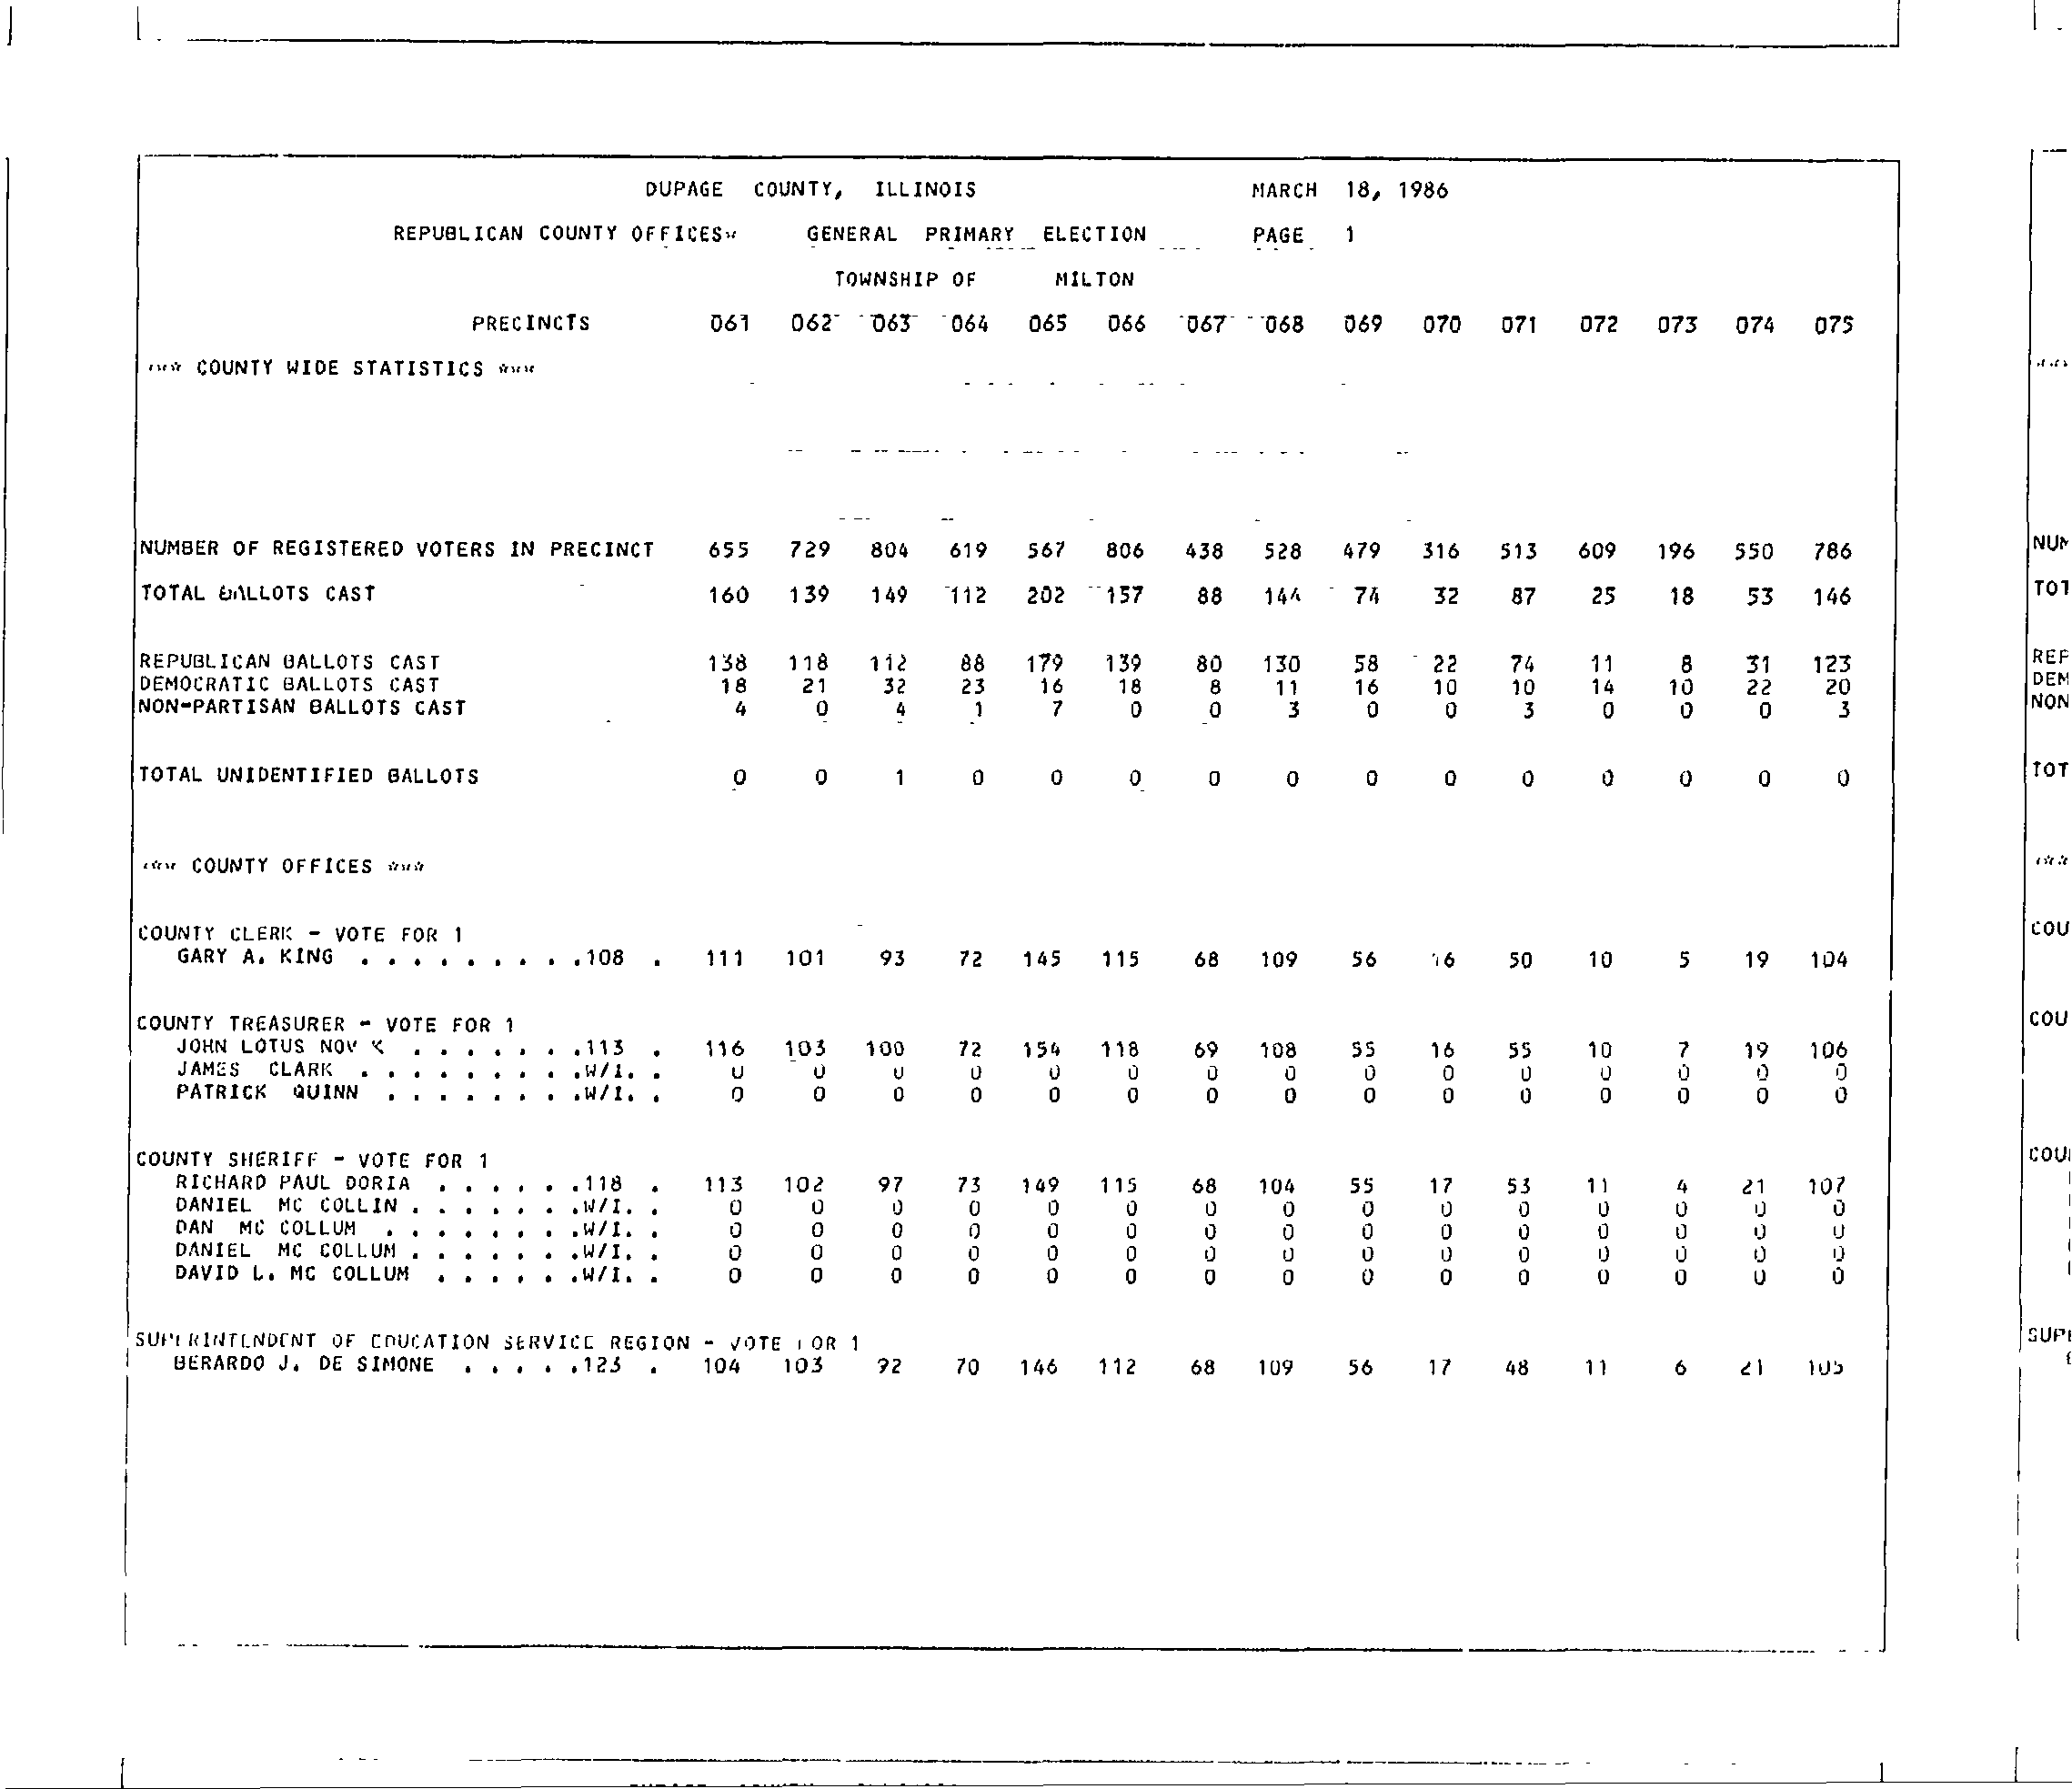 DUPAGE COUNTY, ILLINOIS MARCH 18, 1986
REPUBLICAN COUNTY OFFICES* GENERAL PRIMARY ELECTION PAGE 1
TOWNSHIP OF MILTON
PRECINCTS 061 062 063 064 065 066 067 068 069 070 071 072 073 074 075
*** COUNTY WIDE STATISTICS ***
NUMBER OF REGISTERED VOTERS IN PRECINCT 655 729 804 619 567 806 438 528 479 316 513 609 196 550 786
TOTAL BALLOTS CAST 160 139 149 112 202 157 88 144 74 32 87 25 18 53 146
REPUBLICAN BALLOTS CAST 138 118 112 88 179 139 80 130 58 22 74 11 8 31 123
DEMOCRATIC BALLOTS CAST 18 21 32 23 16 18 8 11 16 10 10 14 10 22 20
NON-PARTISAN BALLOTS CAST 4 0 4 1 7 0 0 3 0 0 3 0 0 0 3
TOTAL UNIDENTIFIED BALLOTS 0 0 1 0 0 0 0 0 0 0 0 0 0 0 0
*** COUNTY OFFICES ***
COUNTY CLERK - VOTE FOR 1
GARY A. KING . . . . . . . . .108 . 111 101 93 72 145 115 68 109 56 16 50 10 5 19 104
COUNTY TREASURER - VOTE FOR 1
JOHN LOTUS . . . . . . .113 . 116 103 100 72 154 118 69 108 55 16 55 10 7 19 106
JAMES CLARK . . . . . . . . .W/I. . 0 0 0 0 0 0 0 0 0 0 0 0 0 0 0
PATRICK QUINN . . . . . . . .W/I. . 0 0 0 0 0 0 0 0 0 0 0 0 0 0 0
COUNTY SHERIFF - VOTE FOR 1
RICHARD PAUL DORIA . . . . . .118 . 113 102 97 73 149 115 68 104 55 17 53 11 4 21 107
DANIEL MC COLLIN . . . . . . .W/I. . 0 0 0 0 0 0 0 0 0 0 0 0 0 0 0
DAN MC COLLUM . . . . . . . .W/I. . 0 0 0 0 0 0 0 0 0 0 0 0 0 0 0
DANIEL MC COLLUM . . . . . . .W/I. . 0 0 0 0 0 0 0 0 0 0 0 0 0 0 0
DAVID L. MC COLLUM . . . . . .W/I. . 0 0 0 0 0 0 0 0 0 0 0 0 0 0 0
SUPERINTENDENT OF EDUCATION SERVICE REGION - VOTE FOR 1
BERARDO J. DE SIMONE . . . . .123 . 104 103 92 70 146 112 68 109 56 17 48 11 6 21 105